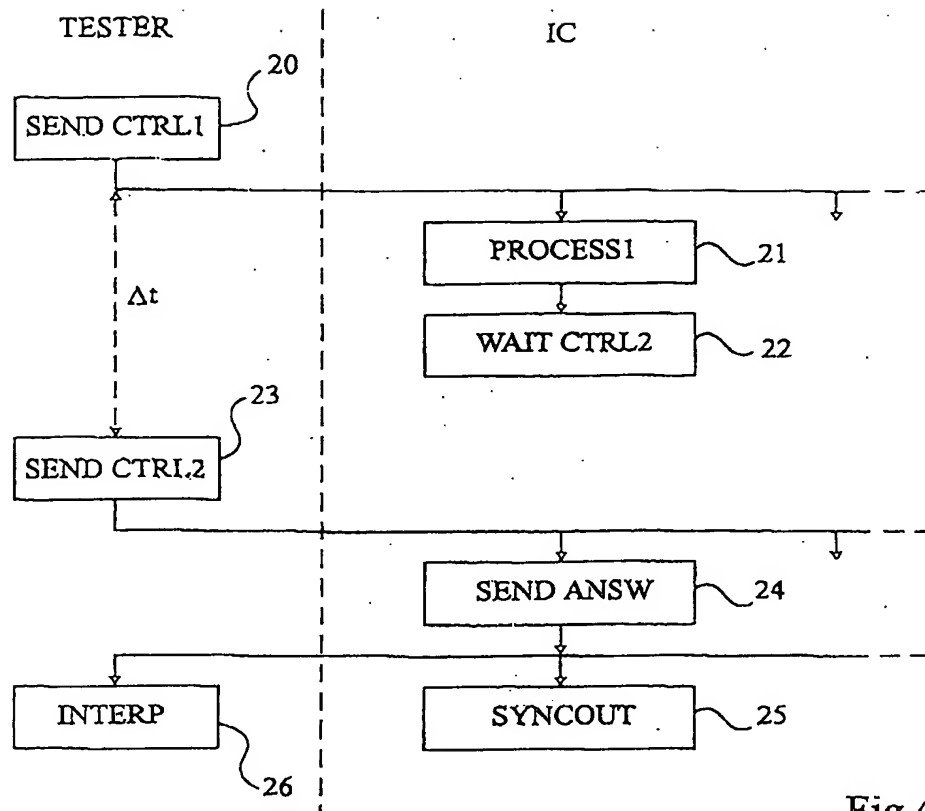 TESTER
IC
20
SEND CTRL1
PROCESS1
21
Δt
WAIT CTRL2
22
23
SEND CTRL2
SEND ANSW
24
INTERP
SYNCOUT
25
26